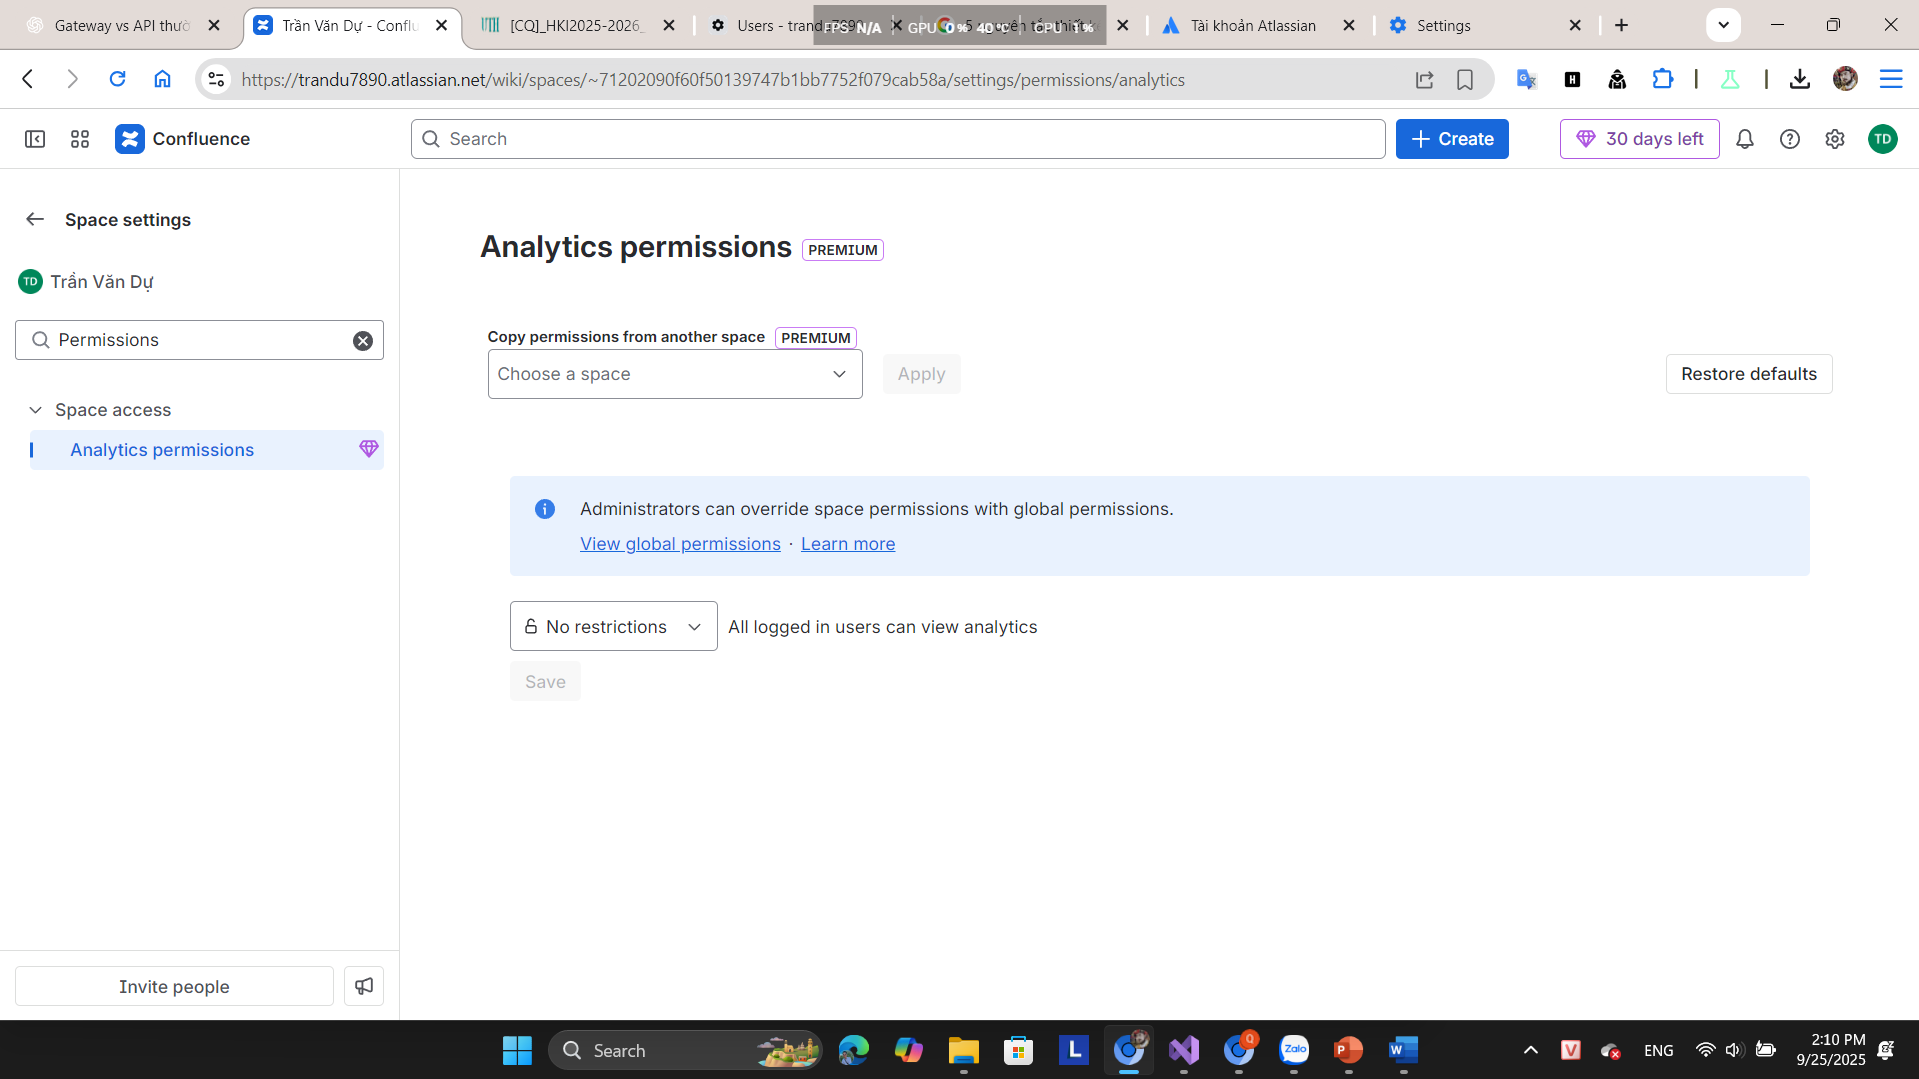 Gateway vs API thườ
Trần Văn Dự - Conflu
[CQ]_HKI2025-2026_
Users - trandu7890
Tài khoản Atlassian
Settings
FPS N/A
GPU 0 % 40 °C
CPU 1 %
https://trandu7890.atlassian.net/wiki/spaces/~71202090f60f50139747b1bb7752f079cab58a/settings/permissions/analytics
Confluence
Search
Create
30 days left
TD
Space settings
TD Trần Văn Dự
Permissions
Space access
Analytics permissions
Invite people
Analytics permissions PREMIUM
Copy permissions from another space PREMIUM
Choose a space
Apply
Restore defaults
Administrators can override space permissions with global permissions.
View global permissions · Learn more
No restrictions
All logged in users can view analytics
Save
Search
L
Q
Zalo
P
W
V
ENG
2:10 PM
9/25/2025